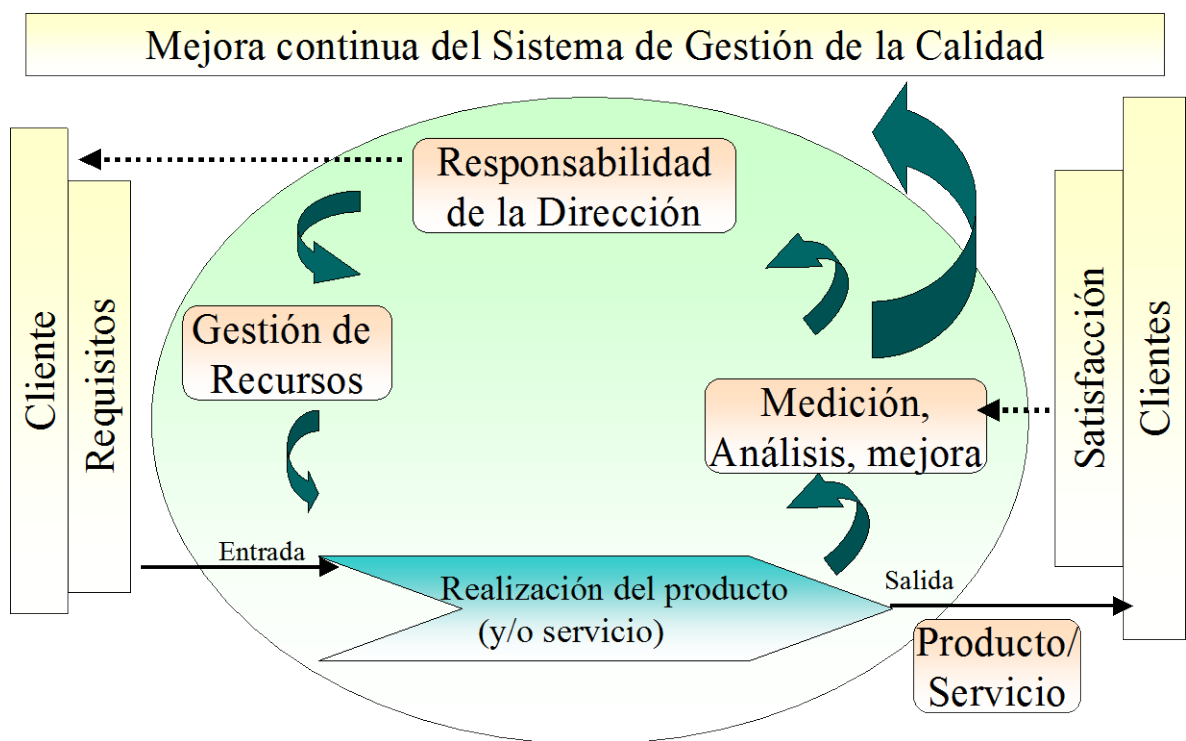 Mejora continua del Sistema de Gestión de la Calidad
Responsabilidad
de la Dirección
Cliente
Requisitos
Gestión de
Recursos
Medición,
Análisis, mejora
Satisfacción
Clientes
Entrada
Realización del producto
(y/o servicio)
Salida
Producto/
Servicio